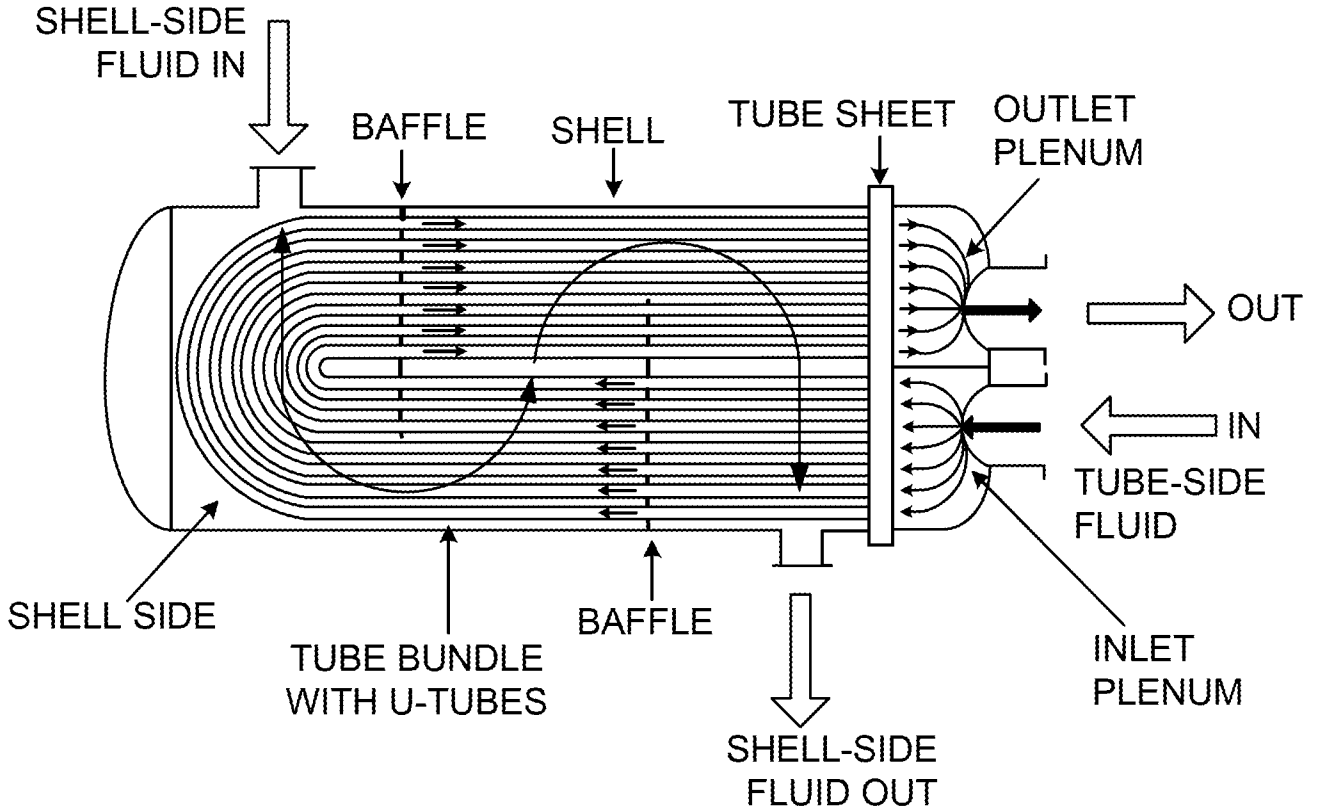 SHELL-SIDE
FLUID IN
BAFFLE
SHELL
TUBE SHEET
OUTLET
PLENUM
OUT
IN
TUBE-SIDE
FLUID
SHELL SIDE
TUBE BUNDLE
WITH U-TUBES
BAFFLE
INLET
PLENUM
SHELL-SIDE
FLUID OUT